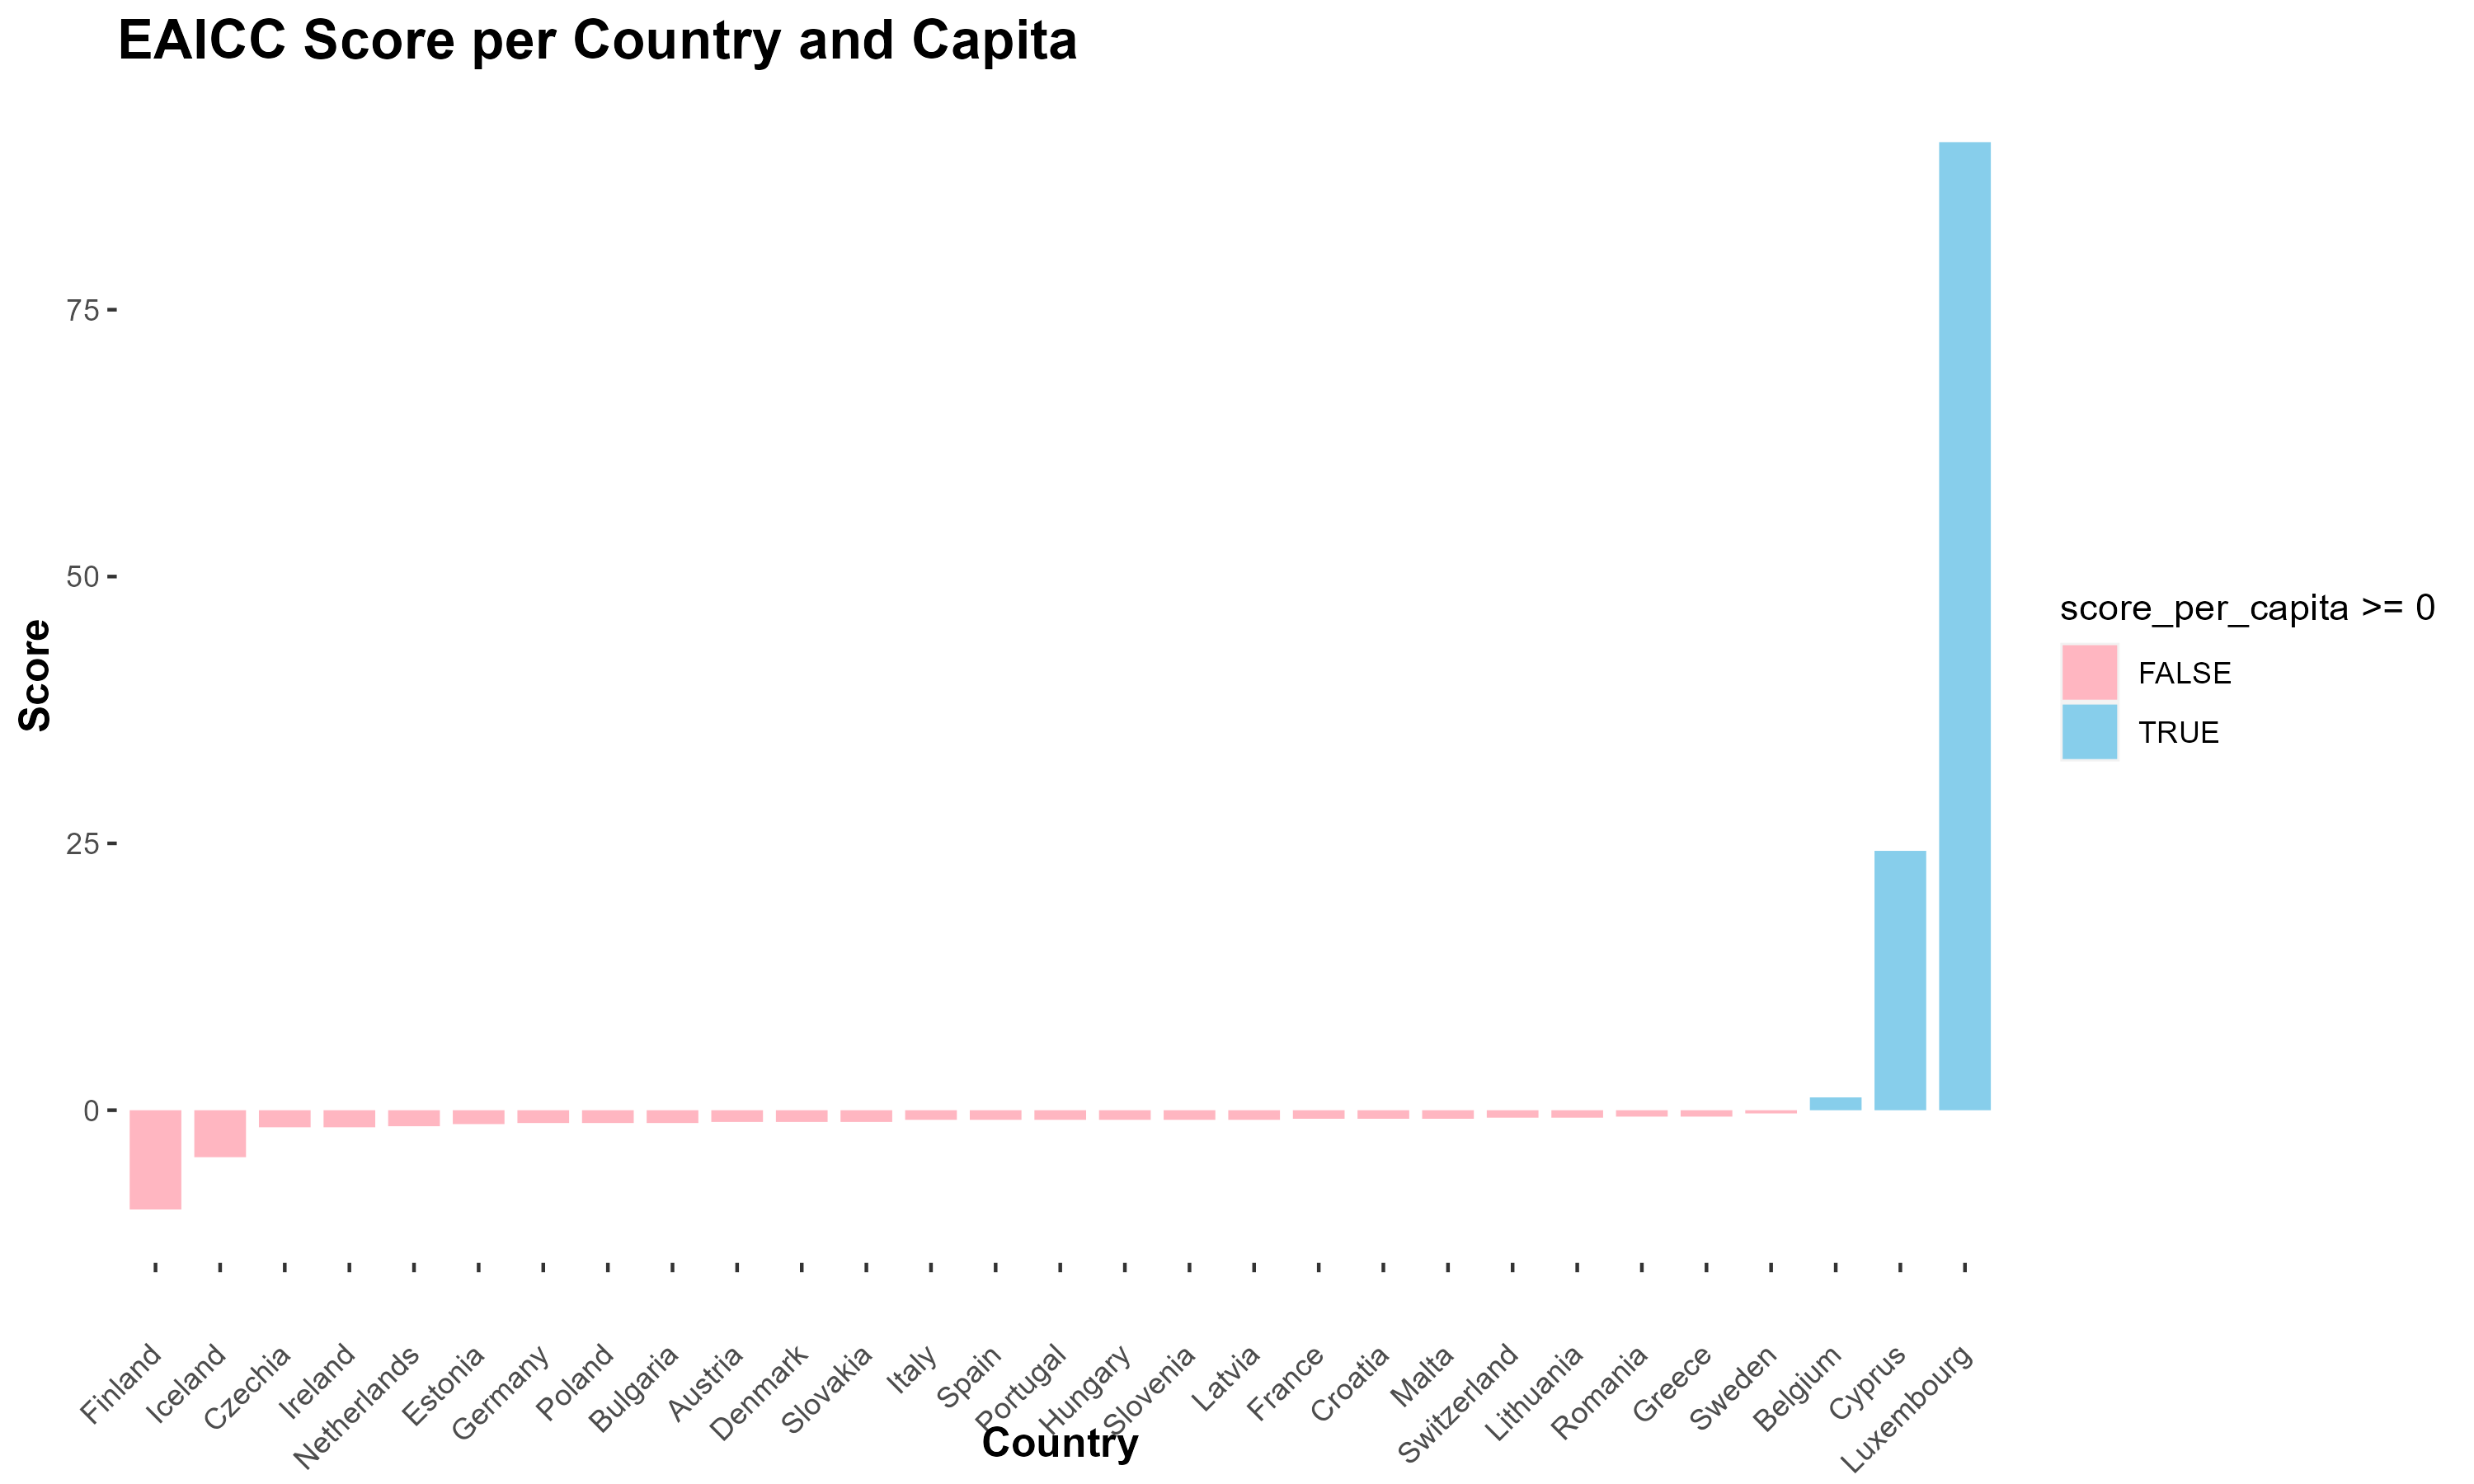 EAICC Score per Country and Capita
Score
75
50
25
0
score_per_capita >= 0
FALSE
TRUE
Finland
Iceland
Czechia
Ireland
Netherlands
Estonia
Germany
Poland
Bulgaria
Austria
Denmark
Slovakia
Italy
Spain
Portugal
Hungary
Slovenia
Latvia
France
Croatia
Malta
Switzerland
Lithuania
Romania
Greece
Sweden
Belgium
Cyprus
Luxembourg
Country